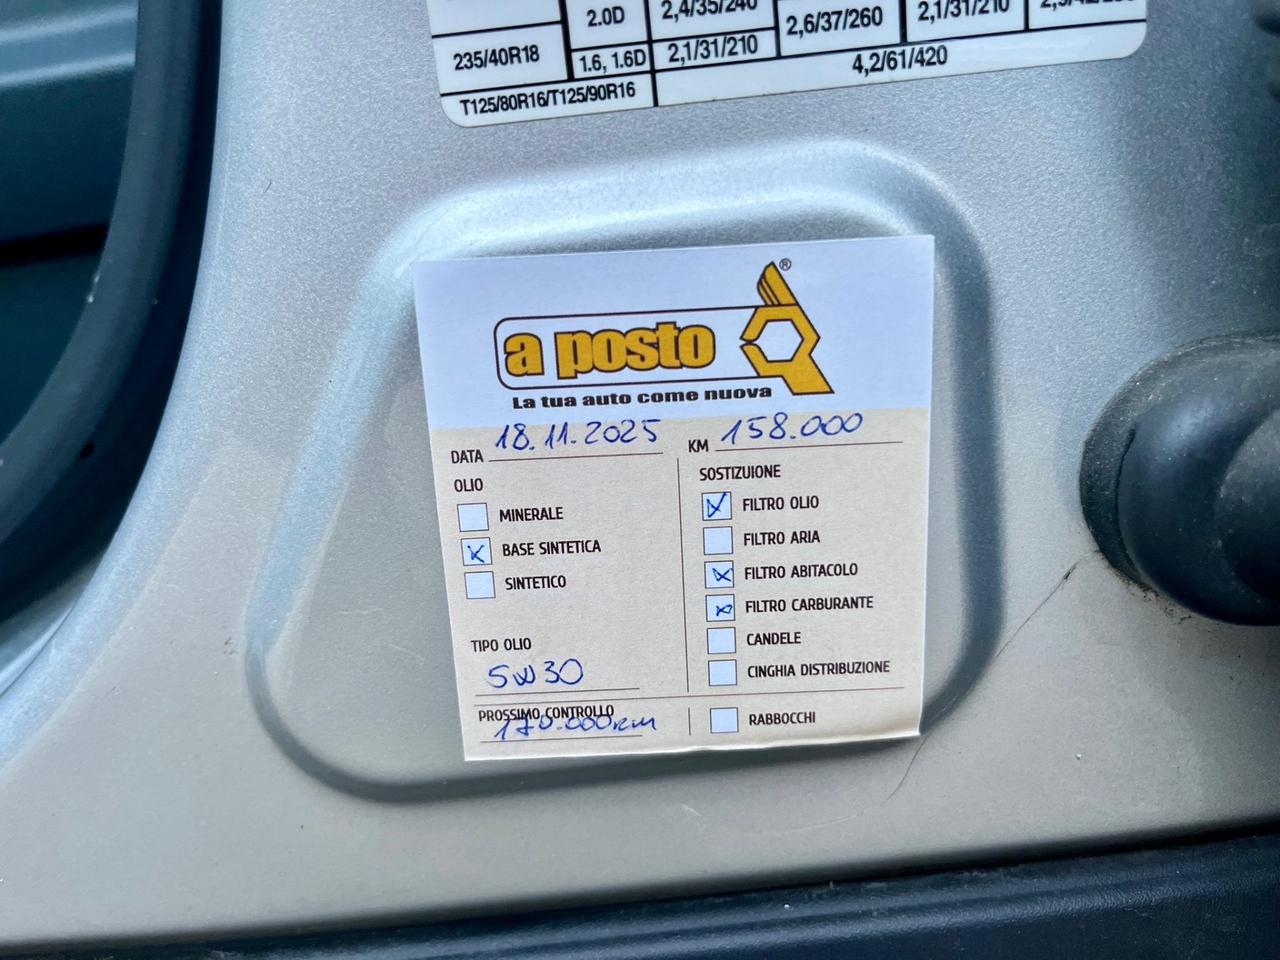 2.0D 2,4/35/240 2,6/37/260 2,1/31/210
235/40R18 1.6, 1.6D 2,1/31/210
T125/80R16/T125/90R16 4,2/61/420
a posto ®
La tua auto come nuova
DATA 18.11.2025 KM 158.000
OLIO
MINERALE
BASE SINTETICA
SINTETICO
TIPO OLIO
5W30
PROSSIMO CONTROLLO
170.000km
SOSTIZUIONE
FILTRO OLIO
FILTRO ARIA
FILTRO ABITACOLO
FILTRO CARBURANTE
CANDELE
CINGHIA DISTRIBUZIONE
RABBOCCHI